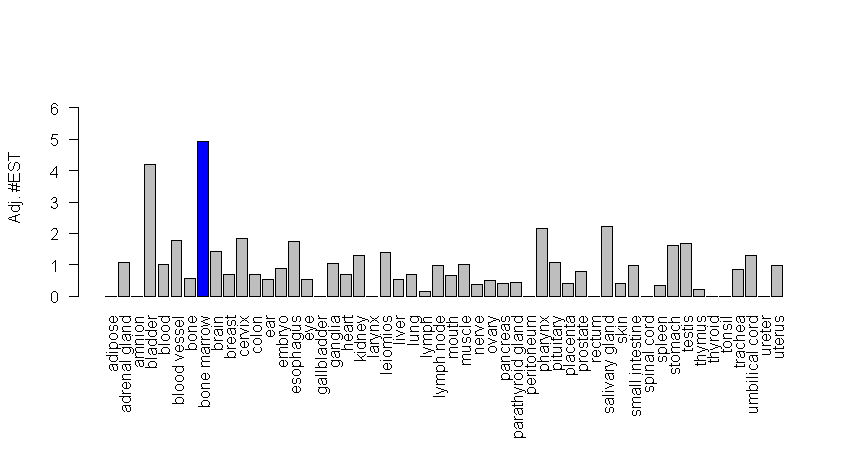 Adj. #EST
6
5
4
3
2
1
0
adipose
adrenal gland
amnion
bladder
blood
blood vessel
bone
bone marrow
brain
breast
cervix
colon
ear
embryo
esophagus
eye
gallbladder
ganglia
heart
kidney
larynx
leiomios
liver
lung
lymph
lymph node
mouth
muscle
nerve
ovary
pancreas
parathyroid gland
peritoneum
pharynx
pituitary
placenta
prostate
rectum
salivary gland
skin
small intestine
spinal cord
spleen
stomach
testis
thymus
thyroid
tonsil
trachea
umbilical cord
ureter
uterus